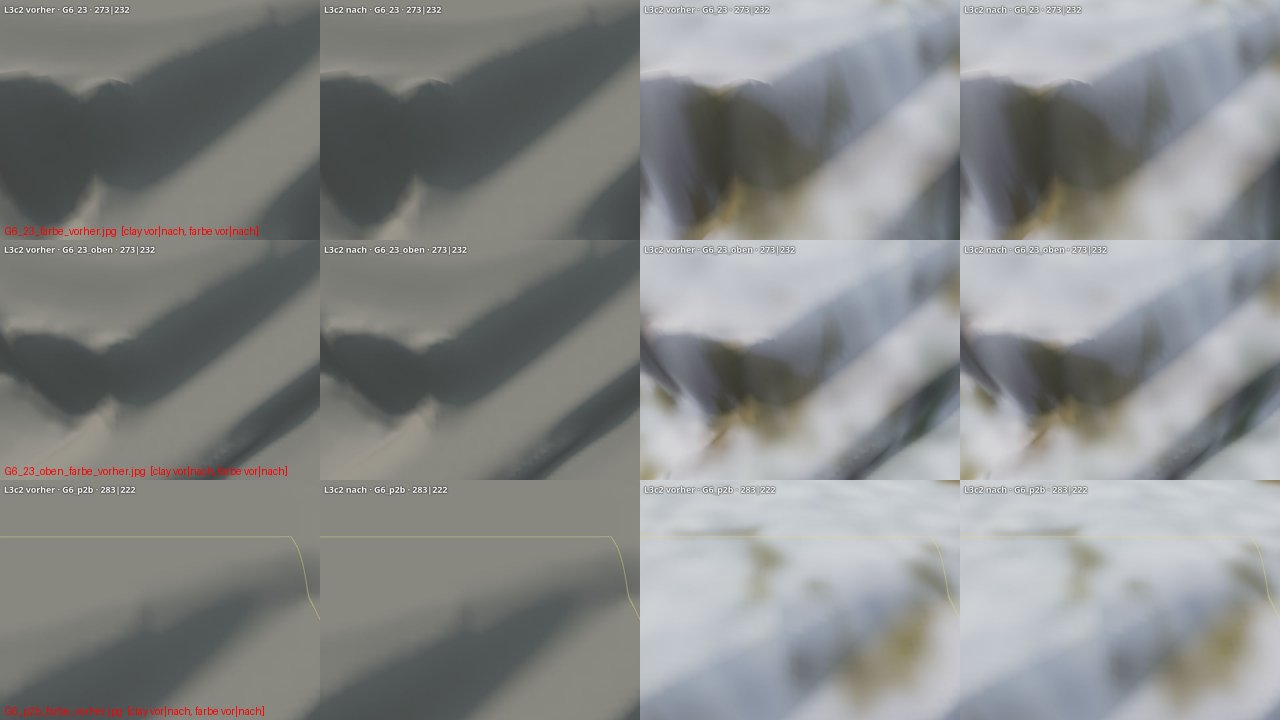 L3c2 vorher · G6_23 · 273|232
L3c2 nach · G6_23 · 273|232
L3c2 vorher · G6_23 · 273|232
L3c2 nach · G6_23 · 273|232
G6_23_farbe_vorher.jpg [clay vor|nach, farbe vor|nach]
L3c2 vorher · G6_23_oben · 273|232
L3c2 nach · G6_23_oben · 273|232
L3c2 vorher · G6_23_oben · 273|232
L3c2 nach · G6_23_oben · 273|232
G6_23_oben_farbe_vorher.jpg [clay vor|nach, farbe vor|nach]
L3c2 vorher · G6_p2b · 283|222
L3c2 nach · G6_p2b · 283|222
L3c2 vorher · G6_p2b · 283|222
L3c2 nach · G6_p2b · 283|222
G6_p2b_farbe_vorher.jpg [clay vor|nach, farbe vor|nach]